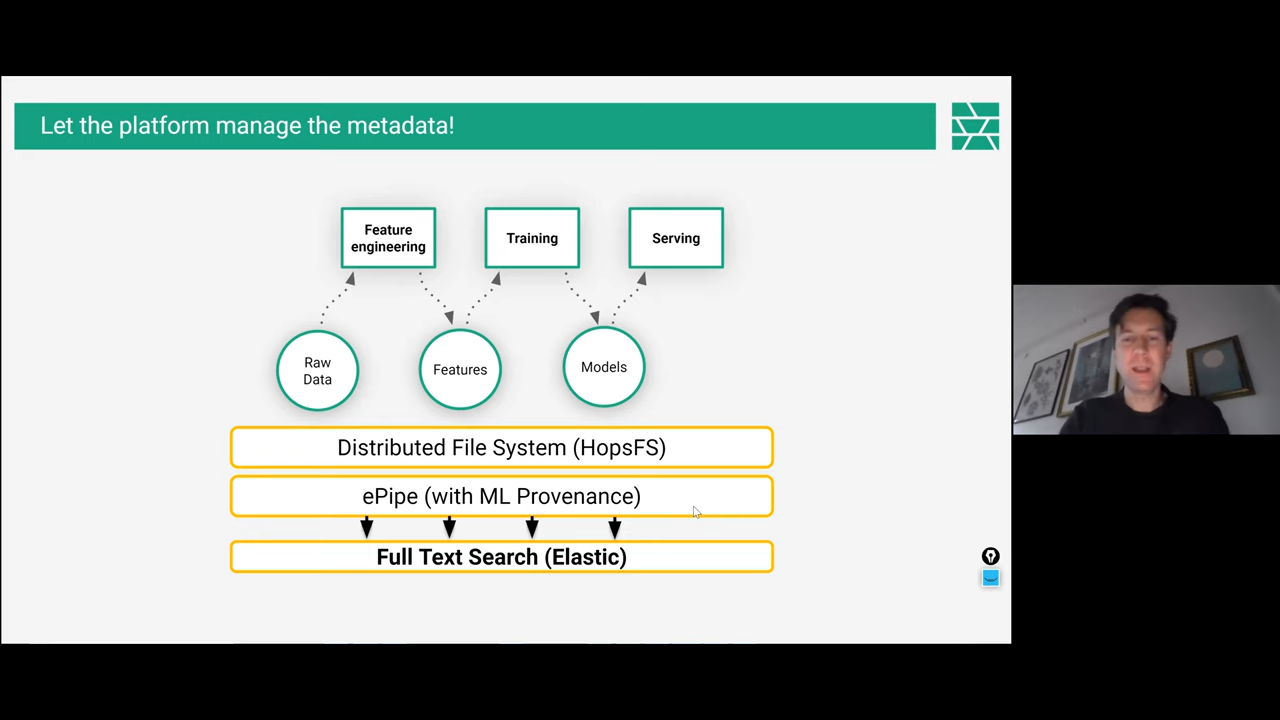 Let the platform manage the metadata!
Feature
engineering
Training
Serving
Raw
Data
Features
Models
Distributed File System (HopsFS)
ePipe (with ML Provenance)
Full Text Search (Elastic)